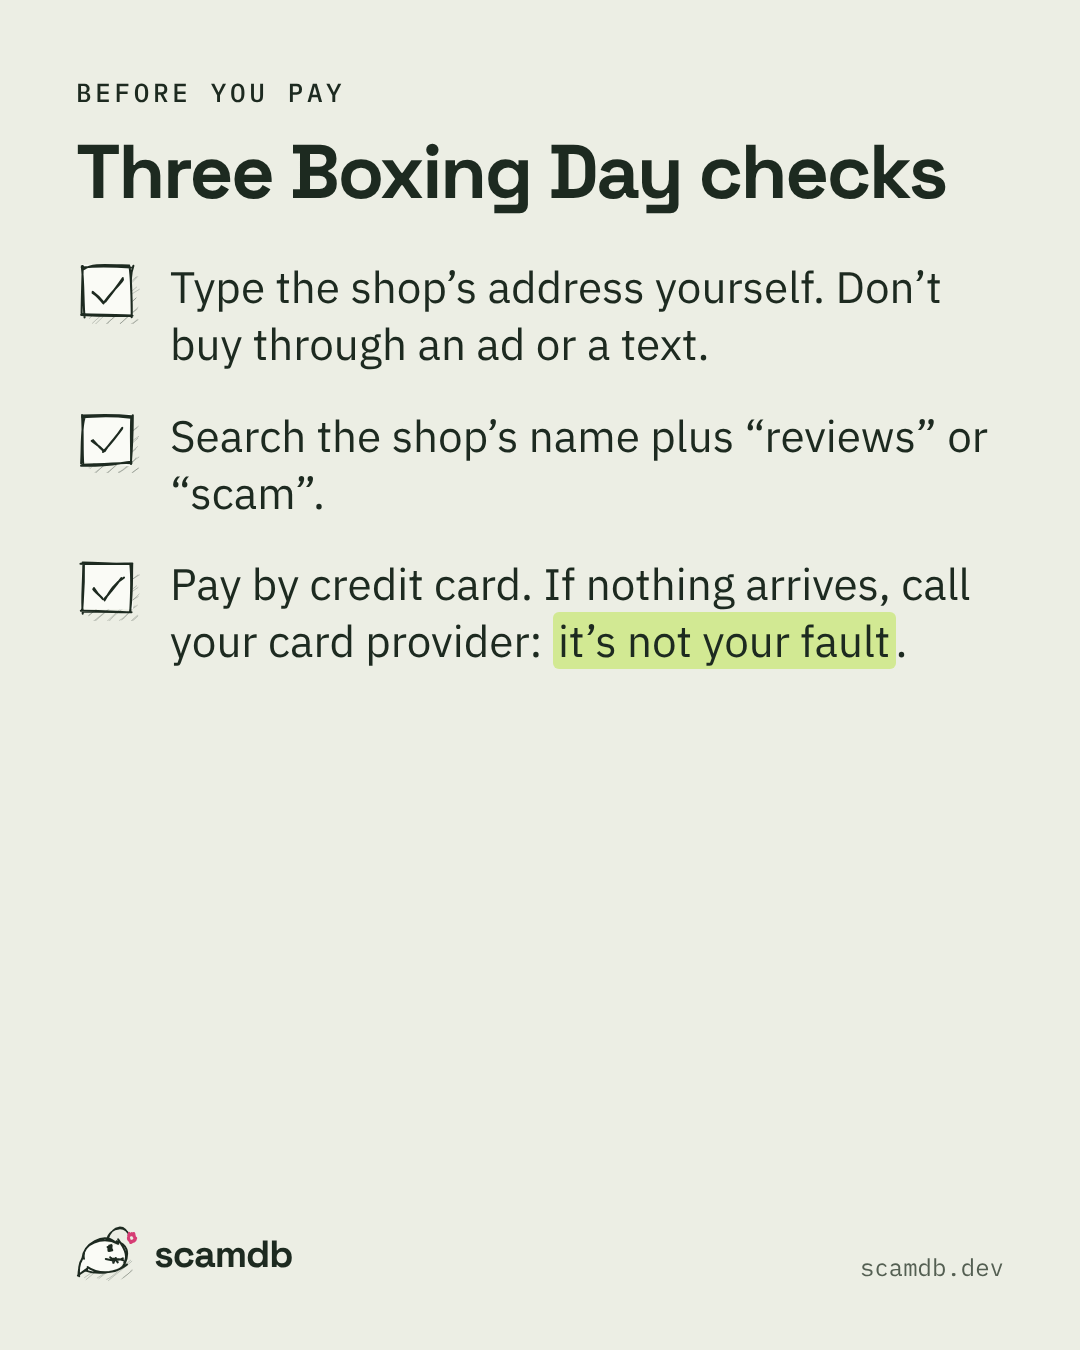 BEFORE YOU PAY
Three Boxing Day checks
Type the shop’s address yourself. Don’t
buy through an ad or a text.
Search the shop’s name plus “reviews” or
“scam”.
Pay by credit card. If nothing arrives, call
your card provider: it’s not your fault.
scamdb
scamdb.dev